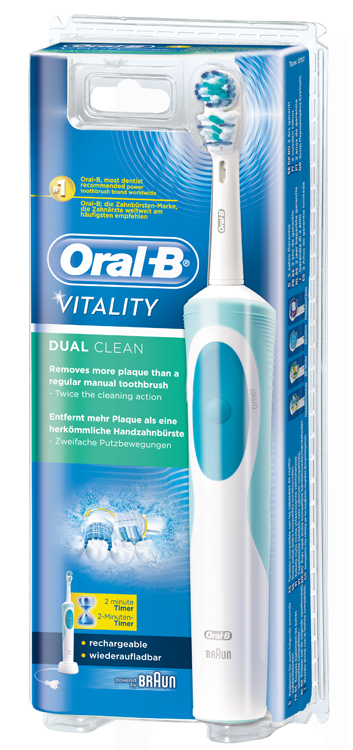 #1
Oral-B, most dentist
recommended power
toothbrush brand worldwide
Oral-B: die Zahnbürsten-Marke,
die Zahnärzte weltweit am
häufigsten empfehlen
Oral-B
VITALITY
DUAL CLEAN
Removes more plaque than a
regular manual toothbrush
- Twice the cleaning action
Entfernt mehr Plaque als eine
herkömmliche Handzahnbürste
- Zweifache Putzbewegungen
2 minute
Timer
2-Minuten-
Timer
• rechargeable
• wiederaufladbar
powered by BRAUN
Oral-B
timer
Oral-B
BRAUN